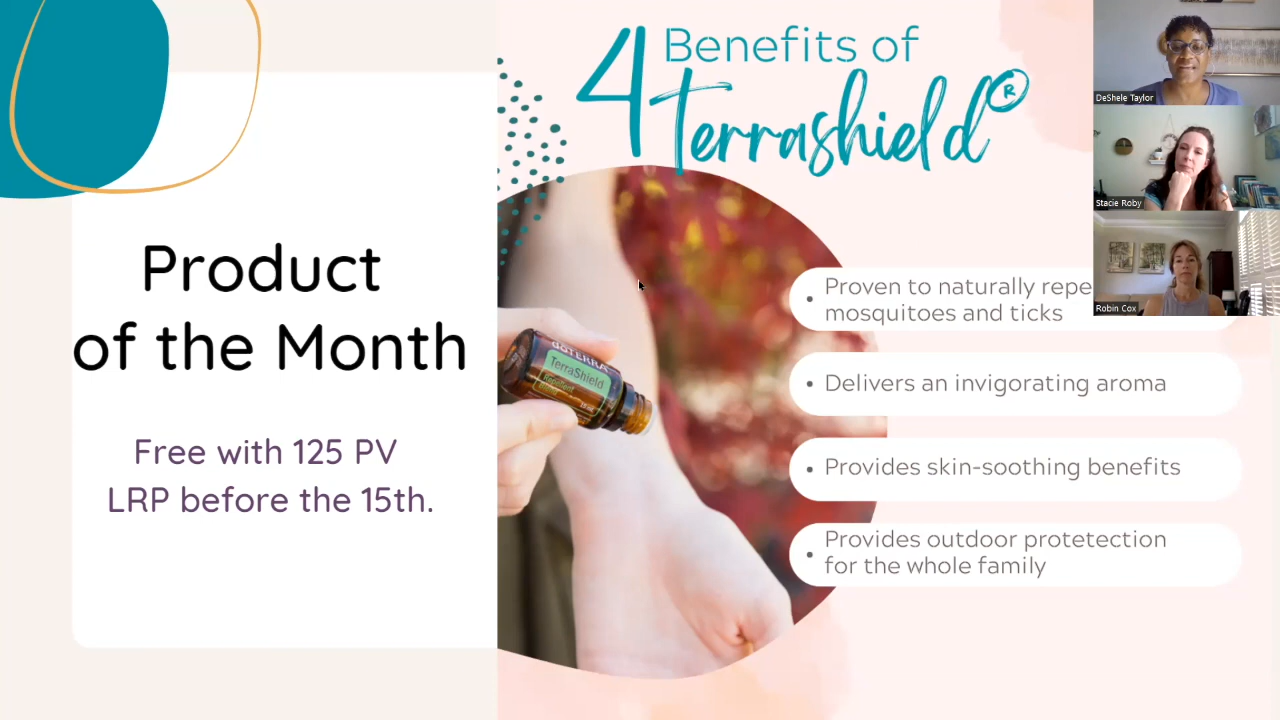 Product
of the Month
Free with 125 PV
LRP before the 15th.
4 Benefits of
Terrashield®
doTERRA
TerraShield
Proven to naturally repe
mosquitoes and ticks
Delivers an invigorating aroma
Provides skin-soothing benefits
Provides outdoor protetection
for the whole family
DeShele Taylor
Stacie Roby
Robin Cox